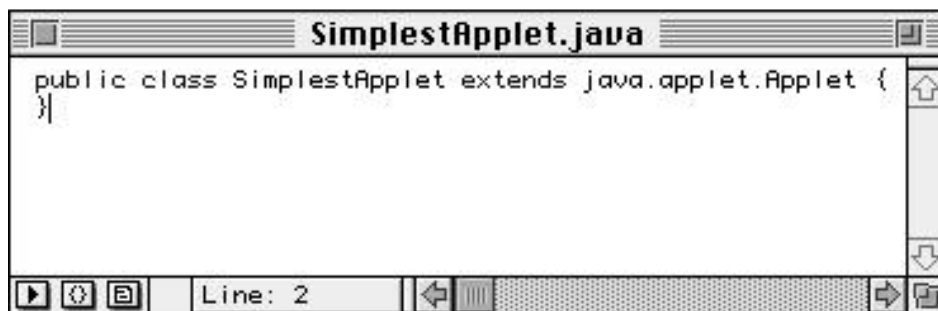 SimplestApplet.java
public class SimplestApplet extends java.applet.Applet {
}
Line: 2